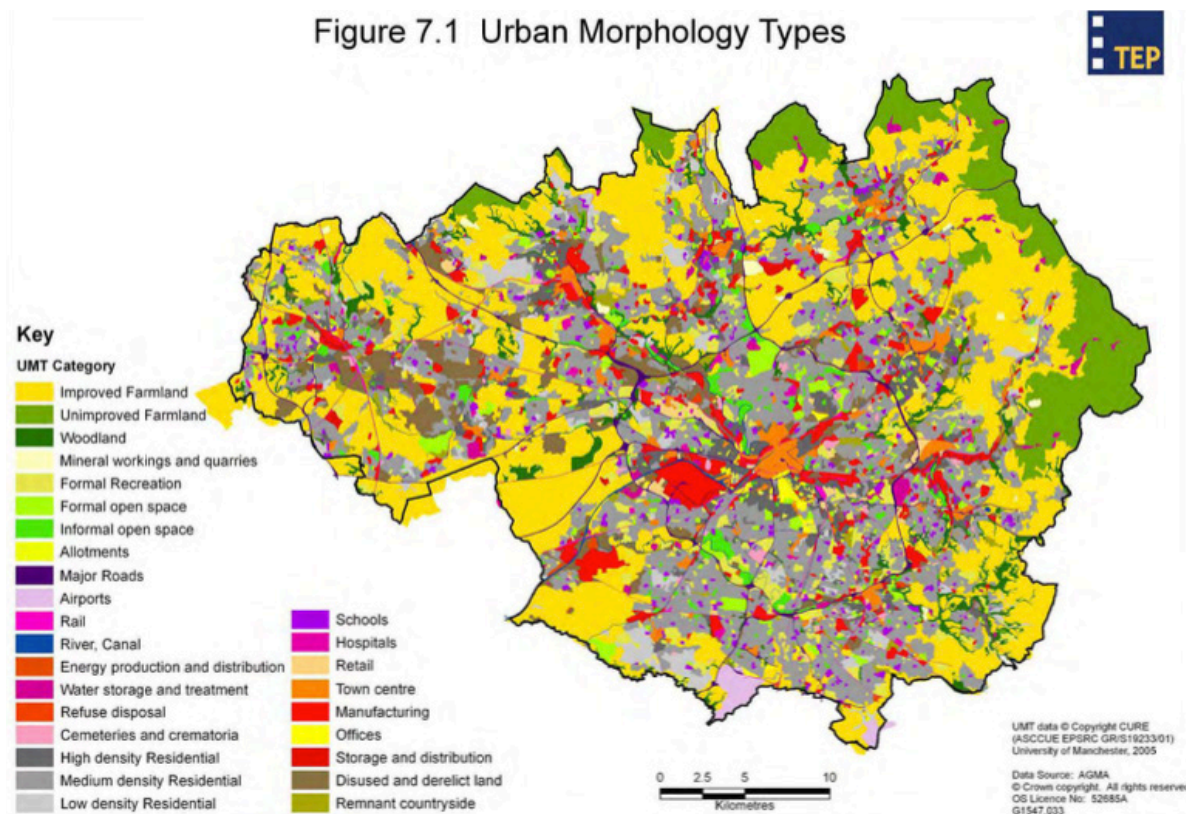 Figure 7.1 Urban Morphology Types
TEP
Key
UMT Category
Improved Farmland
Unimproved Farmland
Woodland
Mineral workings and quarries
Formal Recreation
Formal open space
Informal open space
Allotments
Major Roads
Airports
Rail
River, Canal
Energy production and distribution
Water storage and treatment
Refuse disposal
Cemeteries and crematoria
High density Residential
Medium density Residential
Low density Residential
Schools
Hospitals
Retail
Town centre
Manufacturing
Offices
Storage and distribution
Disused and derelict land
Remnant countryside
0 2.5 5 10
Kilometres
UMT data © Copyright CURE
(ASCCUE EPSRC GR/S19233/01)
University of Manchester, 2005
Data Source: AGMA
© Crown copyright. All rights reserved
OS Licence No: 52685A
G1547.033